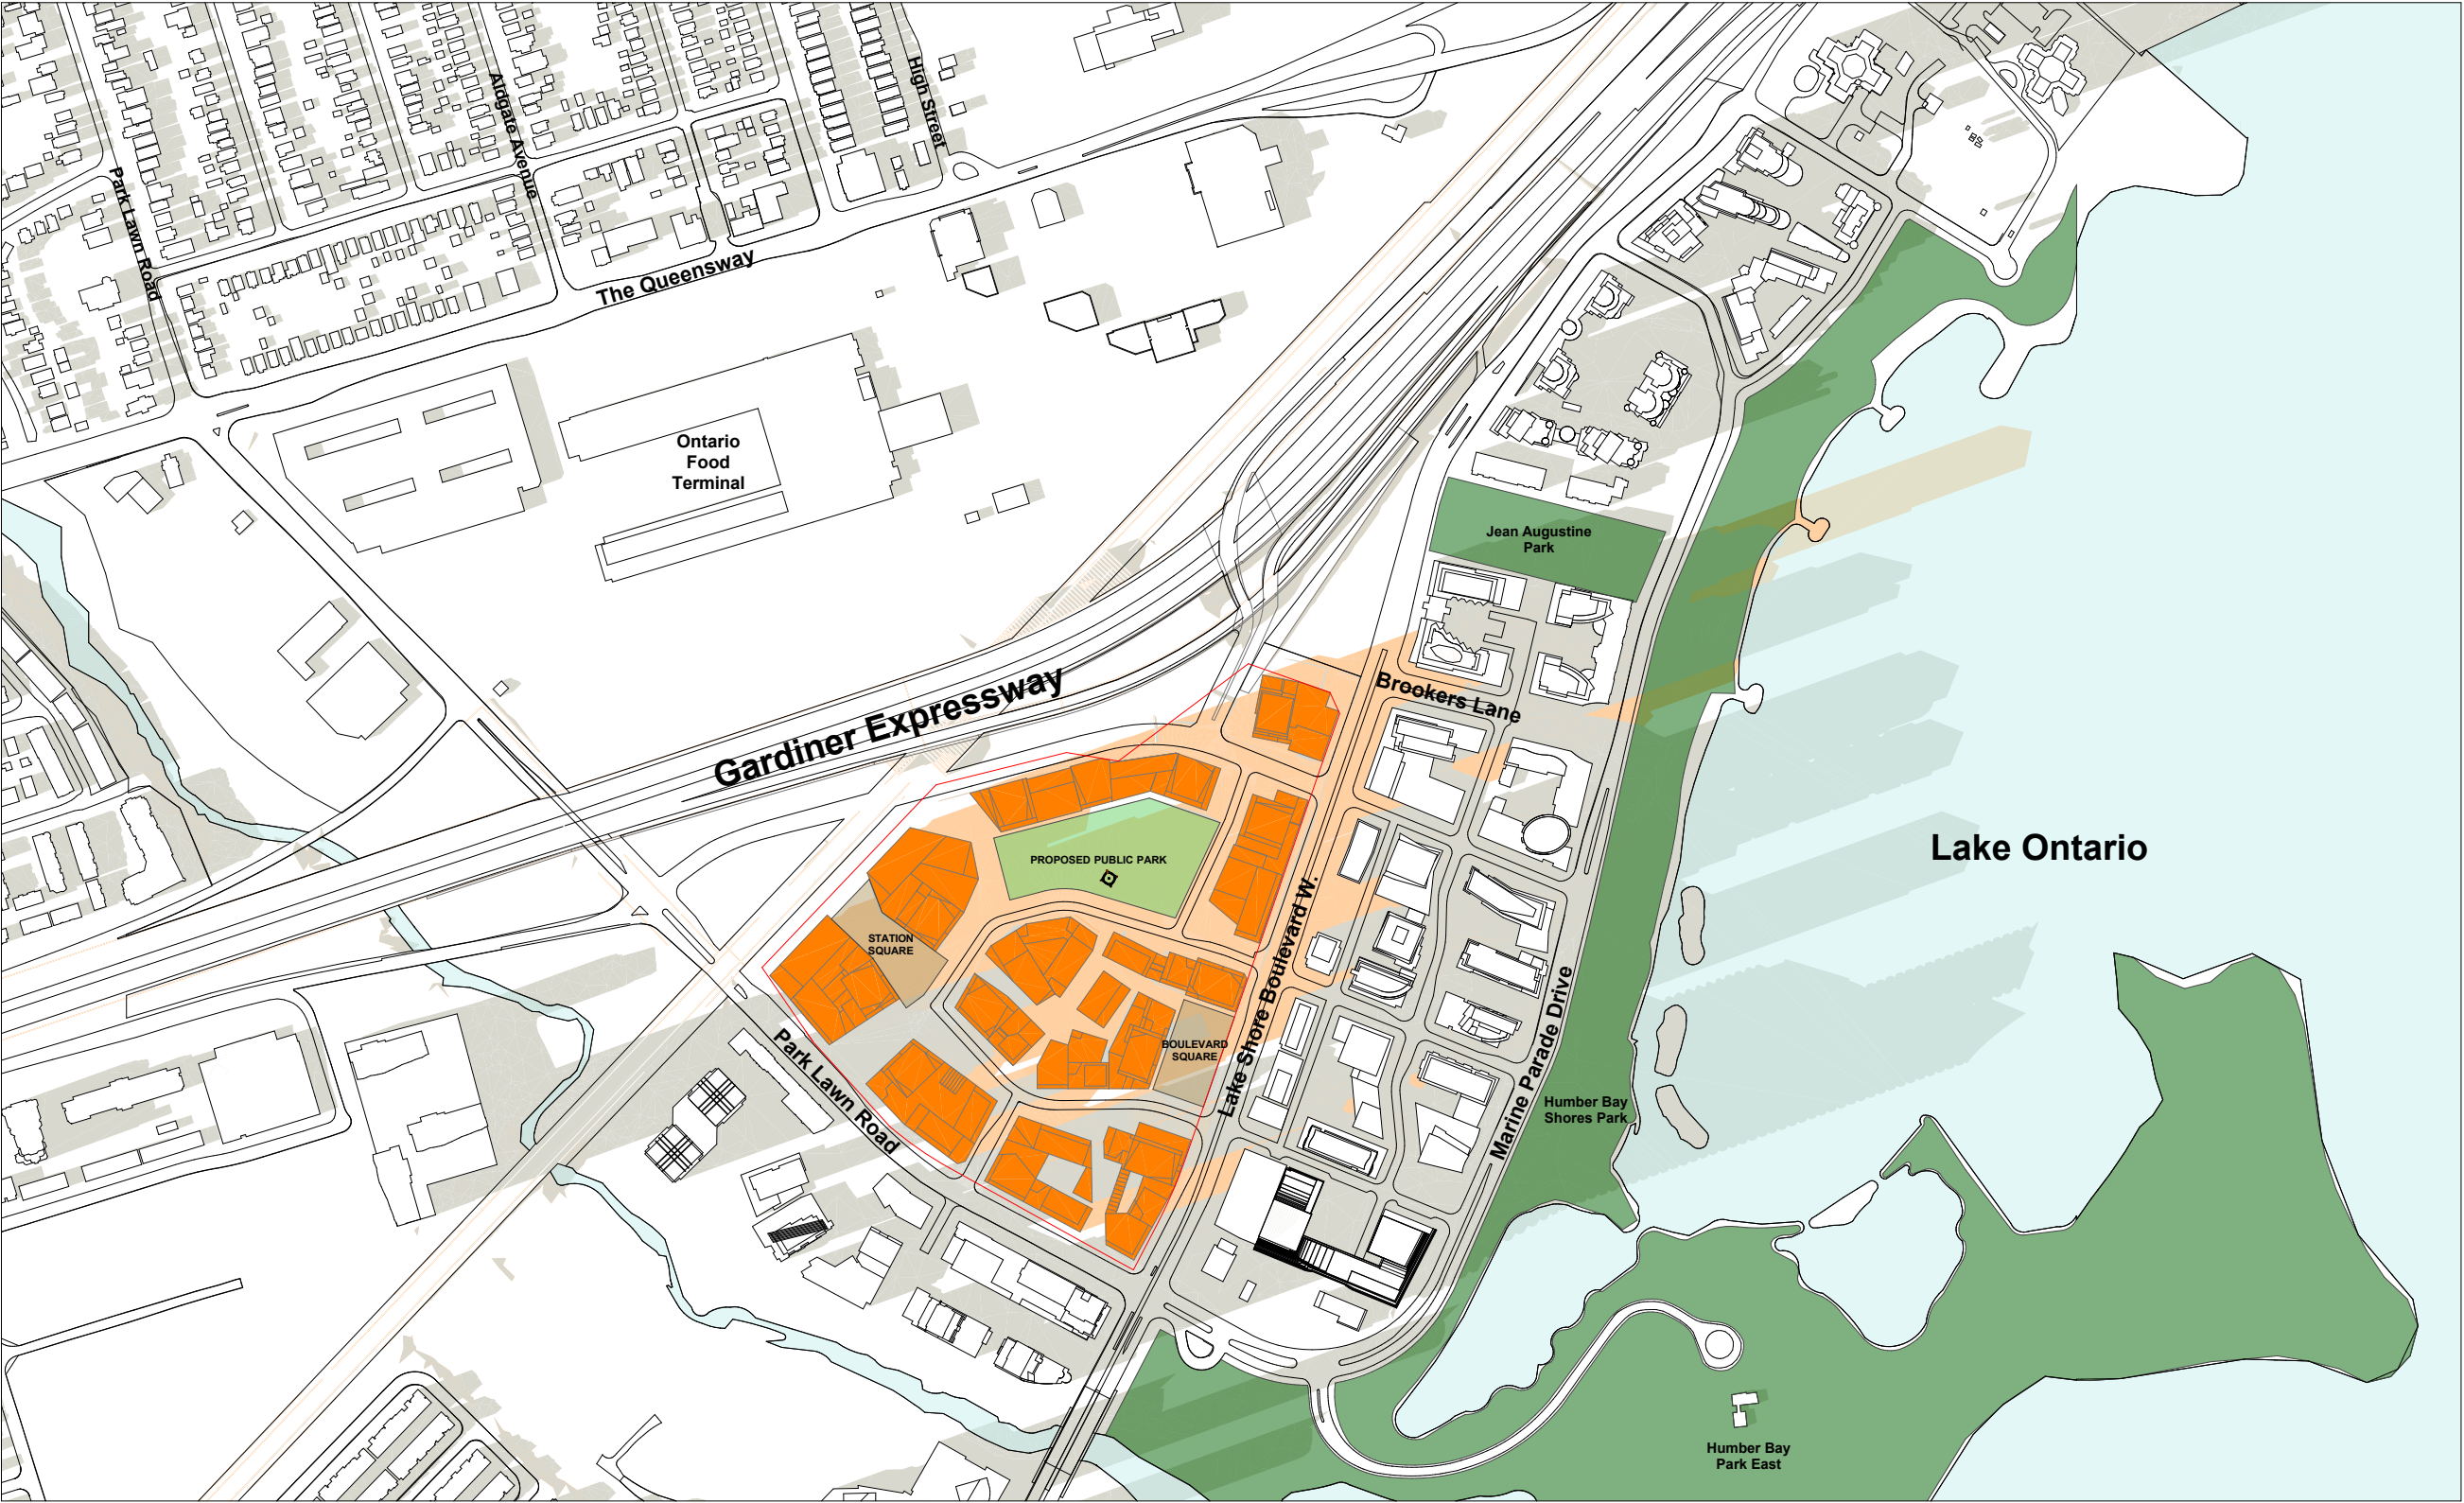 High Street
Aldgate Avenue
Park Lawn Road
The Queensway
Ontario
Food
Terminal
Jean Augustine
Park
Gardiner Expressway
Brookers Lane
Lake Ontario
PROPOSED PUBLIC PARK
STATION
SQUARE
Lake Shore Boulevard W.
BOULEVARD
SQUARE
Park Lawn Road
Marine Parade Drive
Humber Bay
Shores Park
Humber Bay
Park East